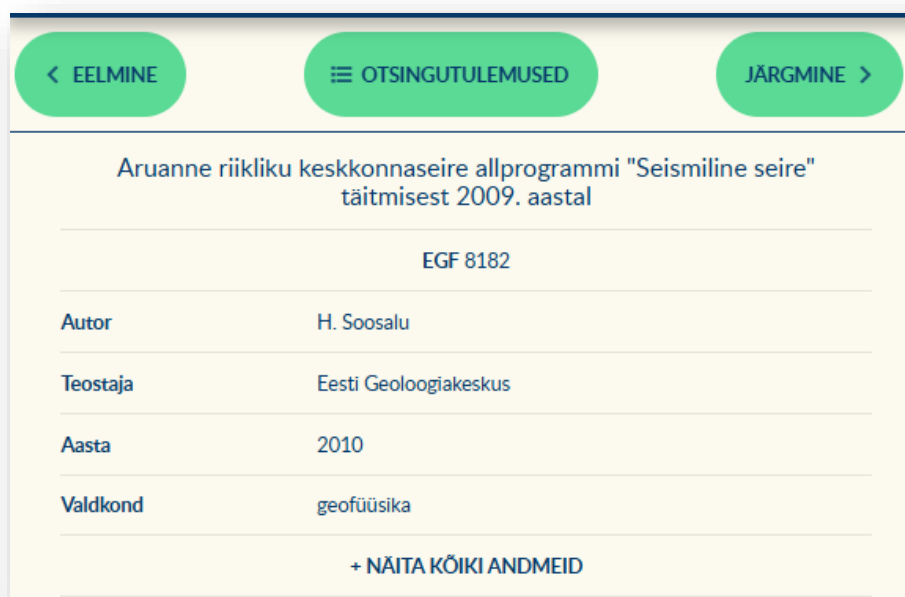 EELMINE
OTSINGUTULEMUSED
JÄRGMINE
Aruanne riikliku keskkonnaseire allprogrammi "Seismiline seire"
täitmisest 2009. aastal
EGF 8182
Autor H. Soosalu
Teostaja Eesti Geoloogiakeskus
Aasta 2010
Valdkond geofüüsika
+ NÄITA KÕIKI ANDMEID